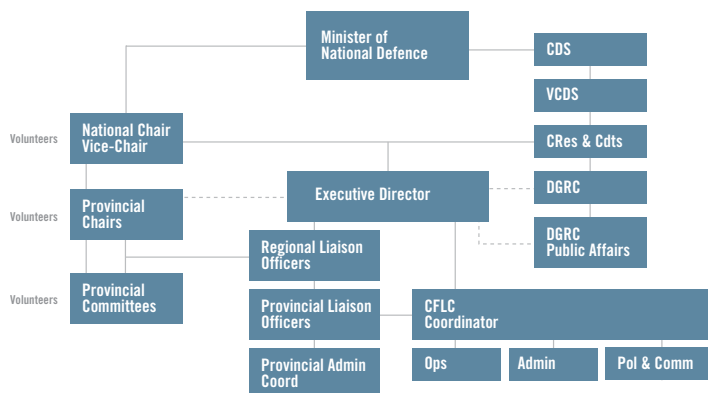 Minister of
National Defence
CDS
VCDS
Volunteers
National Chair
Vice-Chair
CRes & Cdts
Executive Director
DGRC
Volunteers
Provincial
Chairs
DGRC
Public Affairs
Regional Liaison
Officers
Volunteers
Provincial
Committees
Provincial Liaison
Officers
CFLC
Coordinator
Provincial Admin
Coord
Ops
Admin
Pol & Comm